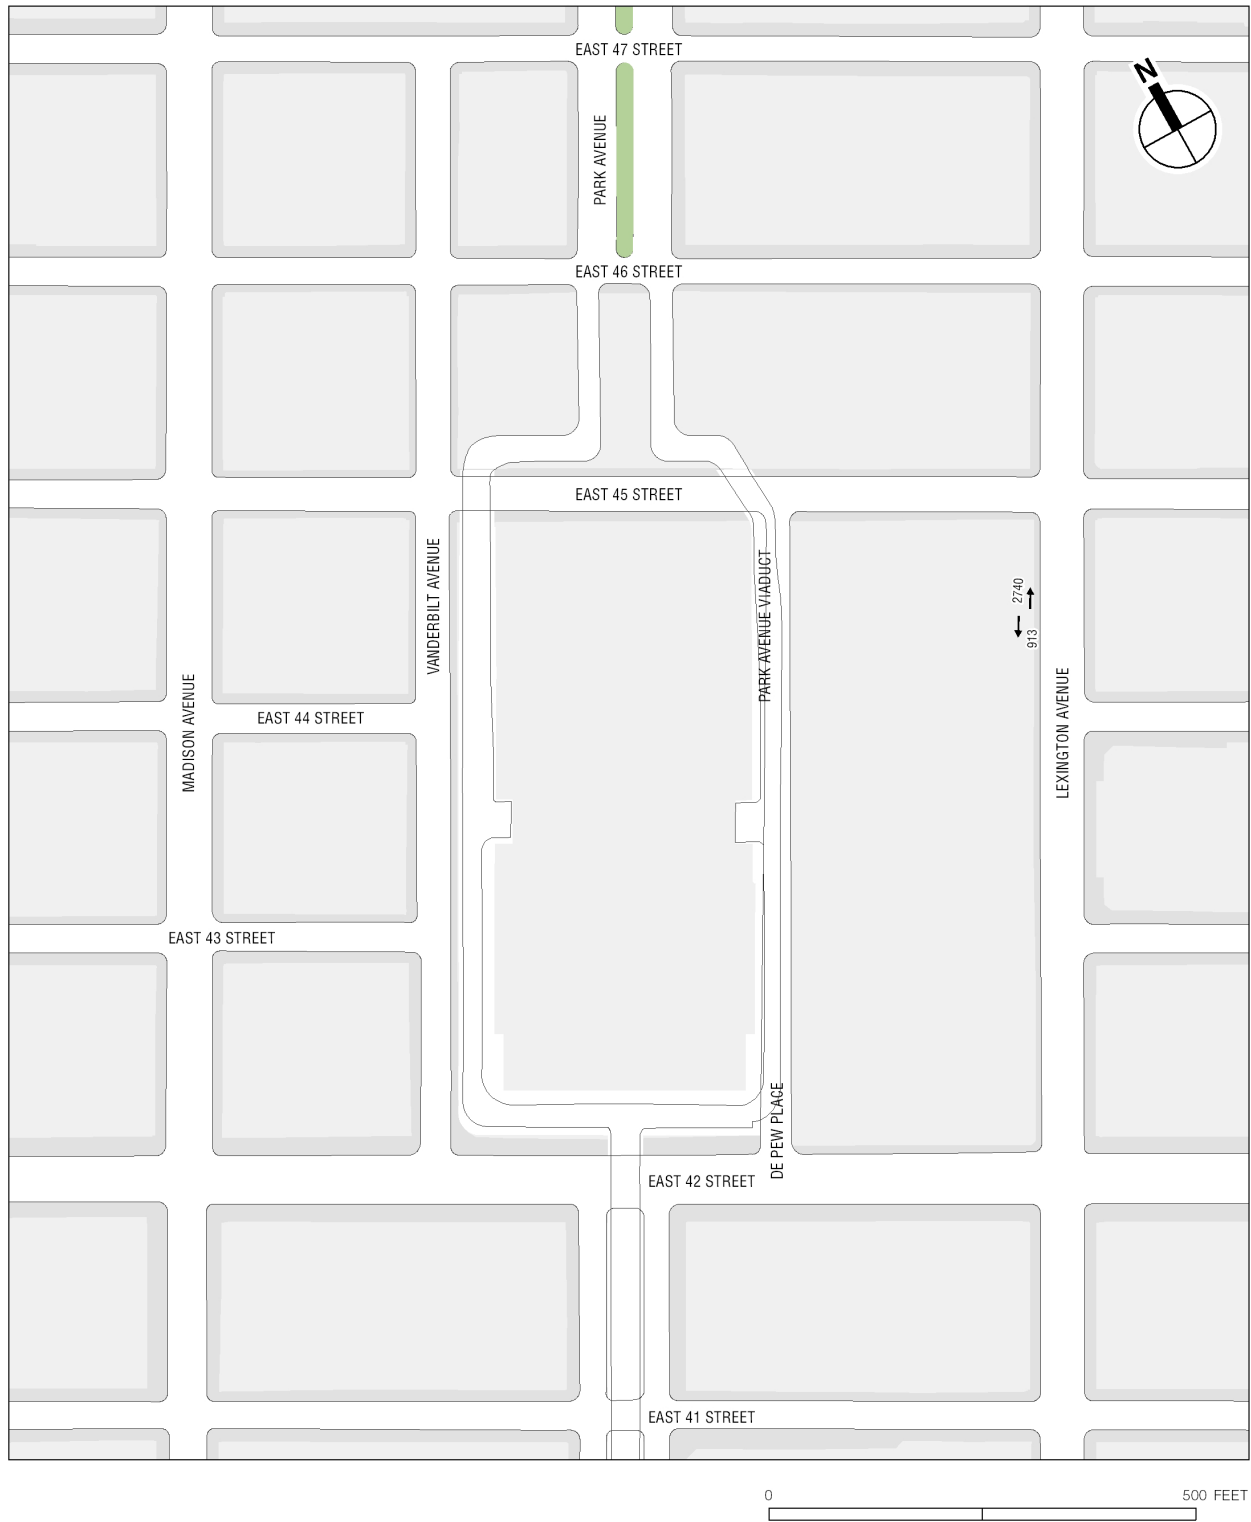 EAST 47 STREET
N
PARK AVENUE
EAST 46 STREET
EAST 45 STREET
VANDERBILT AVENUE
PARK AVENUE VIADUCT
2740
913
MADISON AVENUE
EAST 44 STREET
LEXINGTON AVENUE
EAST 43 STREET
DE PEW PLACE
EAST 42 STREET
EAST 41 STREET
0
500 FEET